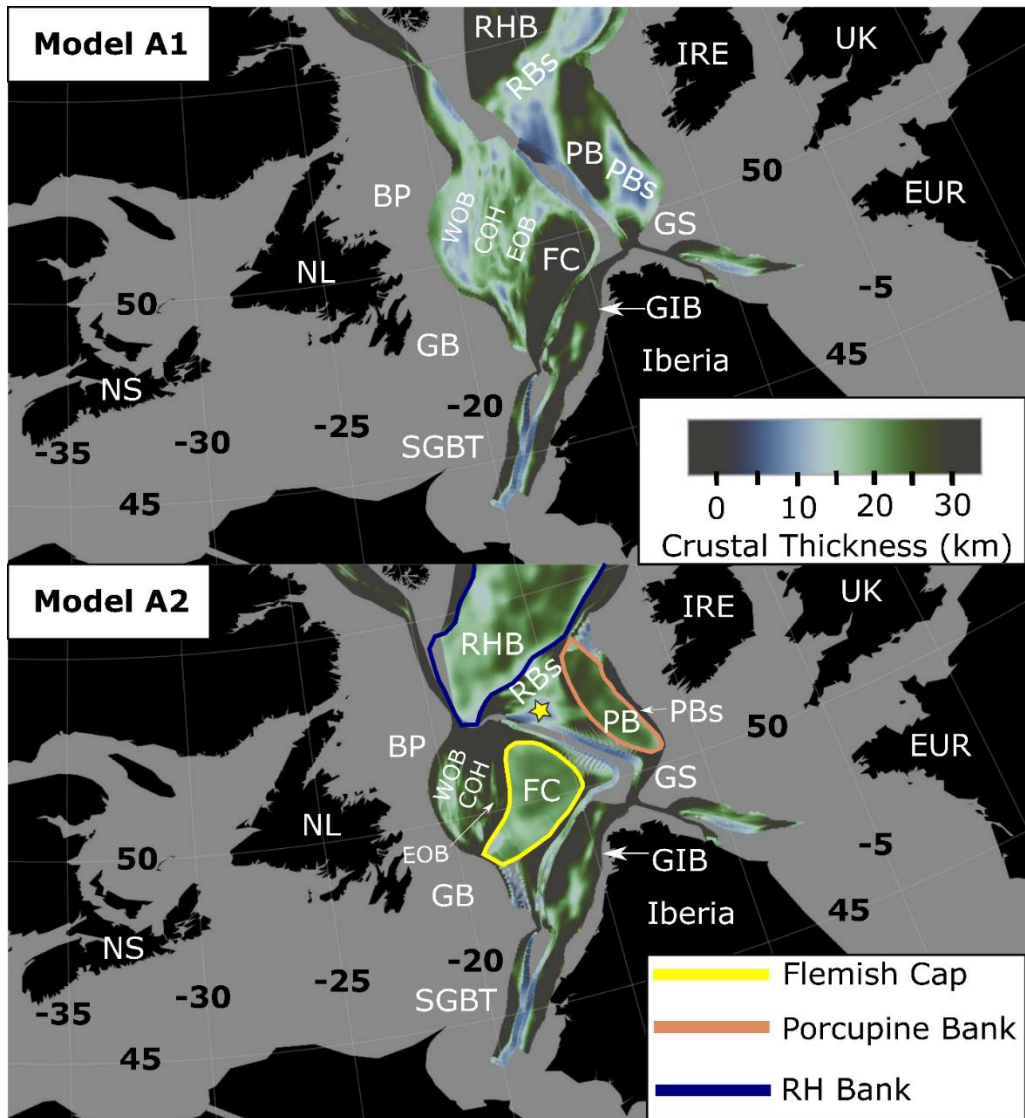 Model A1
RHB
IRE
UK
RBs
PB
PBs
50
EUR
BP
WOB
COH
EOB
FC
GS
NL
50
-5
GIB
GB
Iberia
45
NS
-20
-25
-30
-35
SGBT
45
0 10 20 30
Crustal Thickness (km)
Model A2
IRE
UK
RHB
RBs
PB
PBs
50
EUR
BP
WOB
COH
FC
GS
NL
EOB
50
-5
GIB
GB
Iberia
45
NS
-20
-25
-30
-35
SGBT
45
Flemish Cap
Porcupine Bank
RH Bank